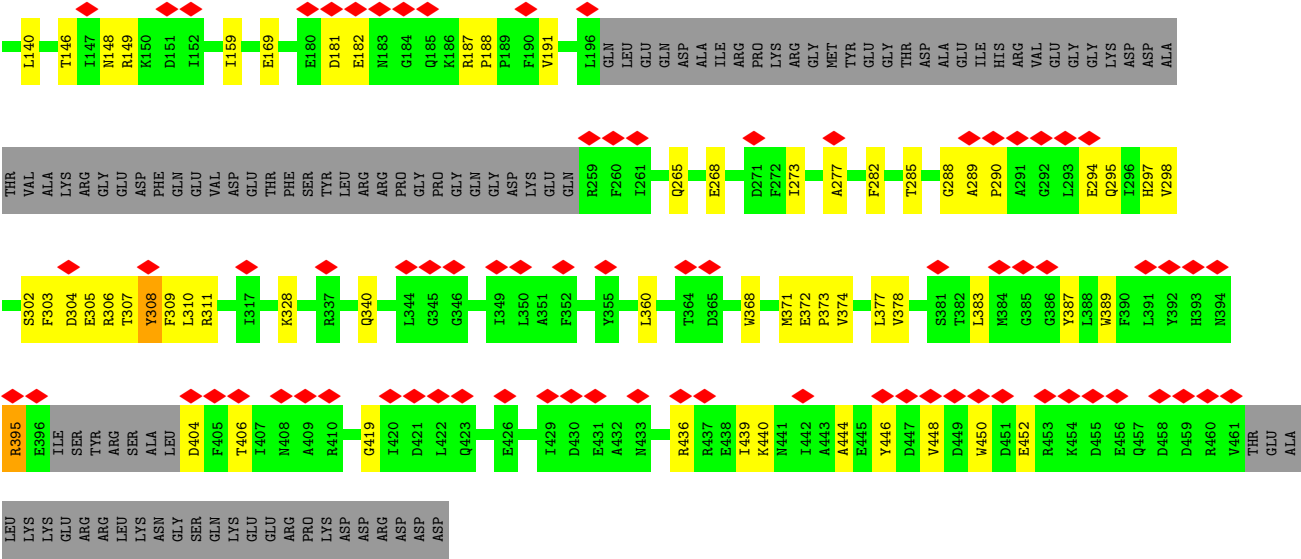 L140 T146 I147 N148 R149 K150 D151 I152 I159 E169 E180 D181 E182 N183 G184 Q185 K186 R187 P188 P189 F190 V191 L196 GLN LEU GLU GLN ASP ALA ILE ARG PRO LYS ARG GLY MET TYR GLU GLY THR ASP ALA GLU ILE HIS ARG VAL GLU GLY GLY LYS ASP ASP ALA
THR VAL ALA LYS ARG GLY GLU ASP PHE GLN GLU VAL ASP GLU THR PHE SER TYR LEU ARG ARG PRO GLY PRO GLY GLN GLY ASP LYS GLU GLN R259 F260 I261 Q265 E268 D271 F272 I273 A277 F282 T285 G288 A289 P290 A291 G292 L293 E294 Q295 I296 H297 V298
S302 F303 D304 E305 R306 T307 Y308 F309 L310 R311 I317 K328 R337 Q340 L344 G345 G346 I349 L350 A351 F352 Y355 L360 T364 D365 W368 M371 E372 P373 V374 L377 V378 S381 T382 L383 M384 G385 G386 Y387 L388 W389 F390 L391 Y392 H393 N394
R395 E396 ILE SER TYR ARG SER ALA LEU D404 F405 T406 I407 N408 A409 R410 G419 I420 D421 L422 Q423 E426 I429 D430 E431 A432 N433 R436 R437 E438 I439 K440 N441 I442 A443 A444 E445 Y446 D447 V448 D449 W450 D451 E452 R453 K454 D455 E456 Q457 D458 D459 R460 V461 THR GLU ALA
LEU LYS LYS GLU ARG ARG LEU LYS ASN GLY SER GLN LYS GLU GLU ARG PRO LYS ASP ASP ARG ASP ASP ASP